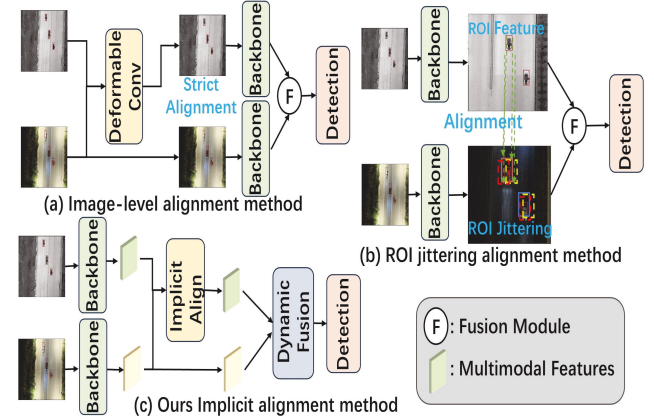 Deformable
Conv
Strict
Alignment
Backbone
Backbone
F
Detection
(a) Image-level alignment method
Backbone
Backbone
ROI Feature
Alignment
ROI Jittering
F
Detection
(b) ROI jittering alignment method
Backbone
Backbone
Implicit
Align
Dynamic
Fusion
Detection
(c) Ours Implicit alignment method
F : Fusion Module
: Multimodal Features